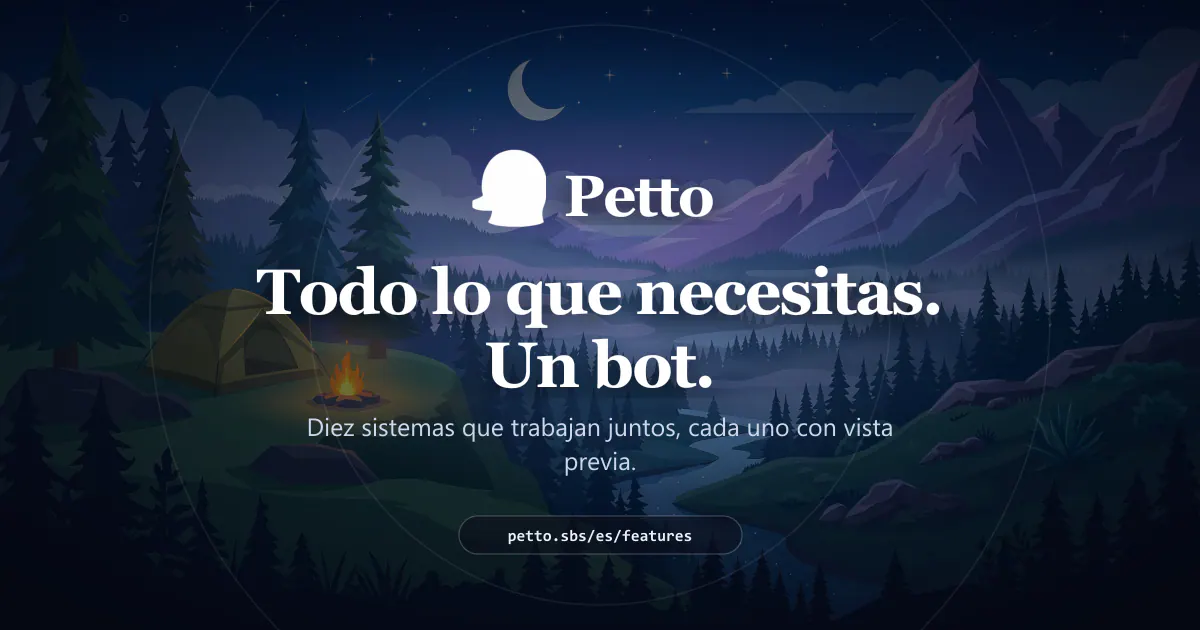 Petto
Todo lo que necesitas.
Un bot.
Diez sistemas que trabajan juntos, cada uno con vista
previa.
petto.sbs/es/features